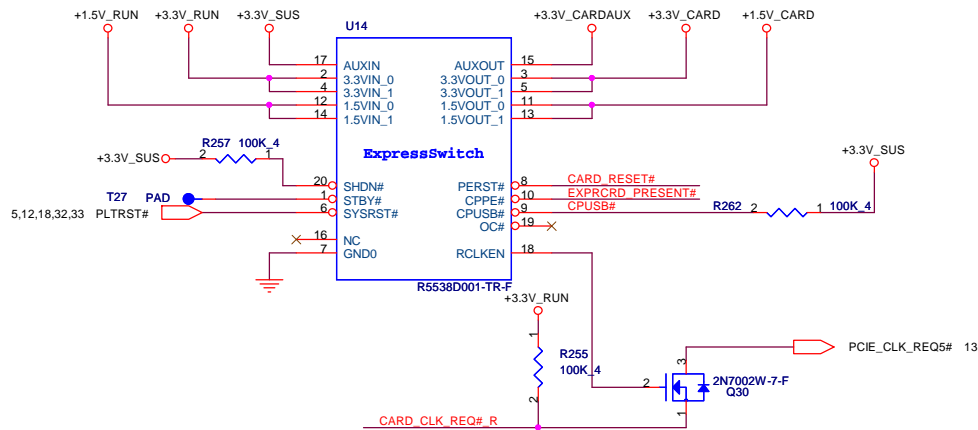 +1.5V_RUN +3.3V_RUN +3.3V_SUS +3.3V_CARDAUX +3.3V_CARD +1.5V_CARD
U14
17 AUXIN AUXOUT 15
2 3.3VIN_0 3.3VOUT_0 3
4 3.3VIN_1 3.3VOUT_1 5
12 1.5VIN_0 1.5VOUT_0 11
14 1.5VIN_1 1.5VOUT_1 13
R257 100K_4
ExpressSwitch
+3.3V_SUS 2 1 +3.3V_SUS
20 SHDN# PERST# 8 CARD_RESET#
T27 PAD 1 STBY# CPPE# 10 EXPRCRD_PRESENT#
5,12,18,32,33 PLTRST# 6 SYSRST# CPUSB# 9 CPUSB# R262 2 1 100K_4
OC# 19
16 NC
7 GND0 RCLKEN 18
R5538D001-TR-F
+3.3V_RUN
1
R255
100K_4
2
3 PCIE_CLK_REQ5# 13
2 2N7002W-7-F
Q30
1
CARD_CLK_REQ#_R